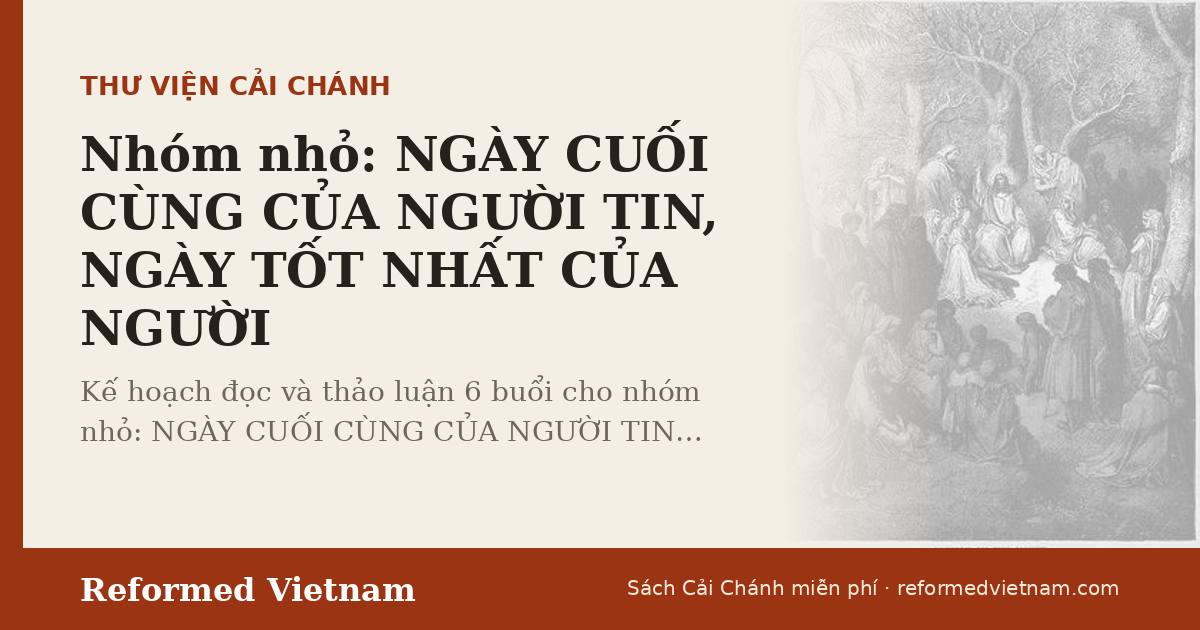 THƯ VIỆN CẢI CHÁNH
Nhóm nhỏ: NGÀY CUỐI
CÙNG CỦA NGƯỜI TIN,
NGÀY TỐT NHẤT CỦA
NGƯỜI
Kế hoạch đọc và thảo luận 6 buổi cho nhóm
nhỏ: NGÀY CUỐI CÙNG CỦA NGƯỜI TIN...
Reformed Vietnam
Sách Cải Chánh miễn phí · reformedvietnam.com